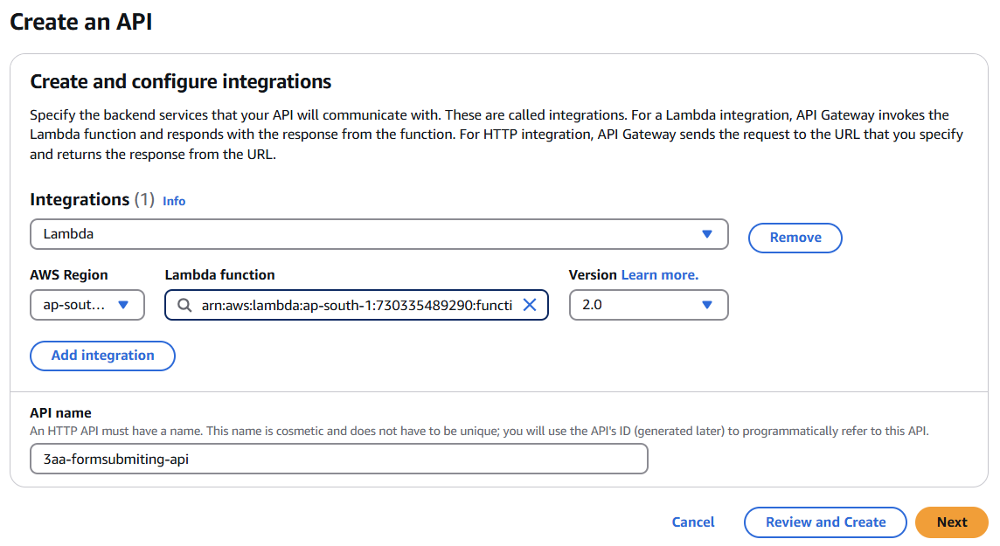 Create an API
Create and configure integrations
Specify the backend services that your API will communicate with. These are called integrations. For a Lambda integration, API Gateway invokes the
Lambda function and responds with the response from the function. For HTTP integration, API Gateway sends the request to the URL that you specify
and returns the response from the URL.
Integrations (1) Info
Lambda
Remove
AWS Region
Lambda function
Version Learn more.
ap-sout...
arn:aws:lambda:ap-south-1:730335489290:functi
2.0
Add integration
API name
An HTTP API must have a name. This name is cosmetic and does not have to be unique; you will use the API's ID (generated later) to programmatically refer to this API.
3aa-formsubmiting-api
Cancel
Review and Create
Next